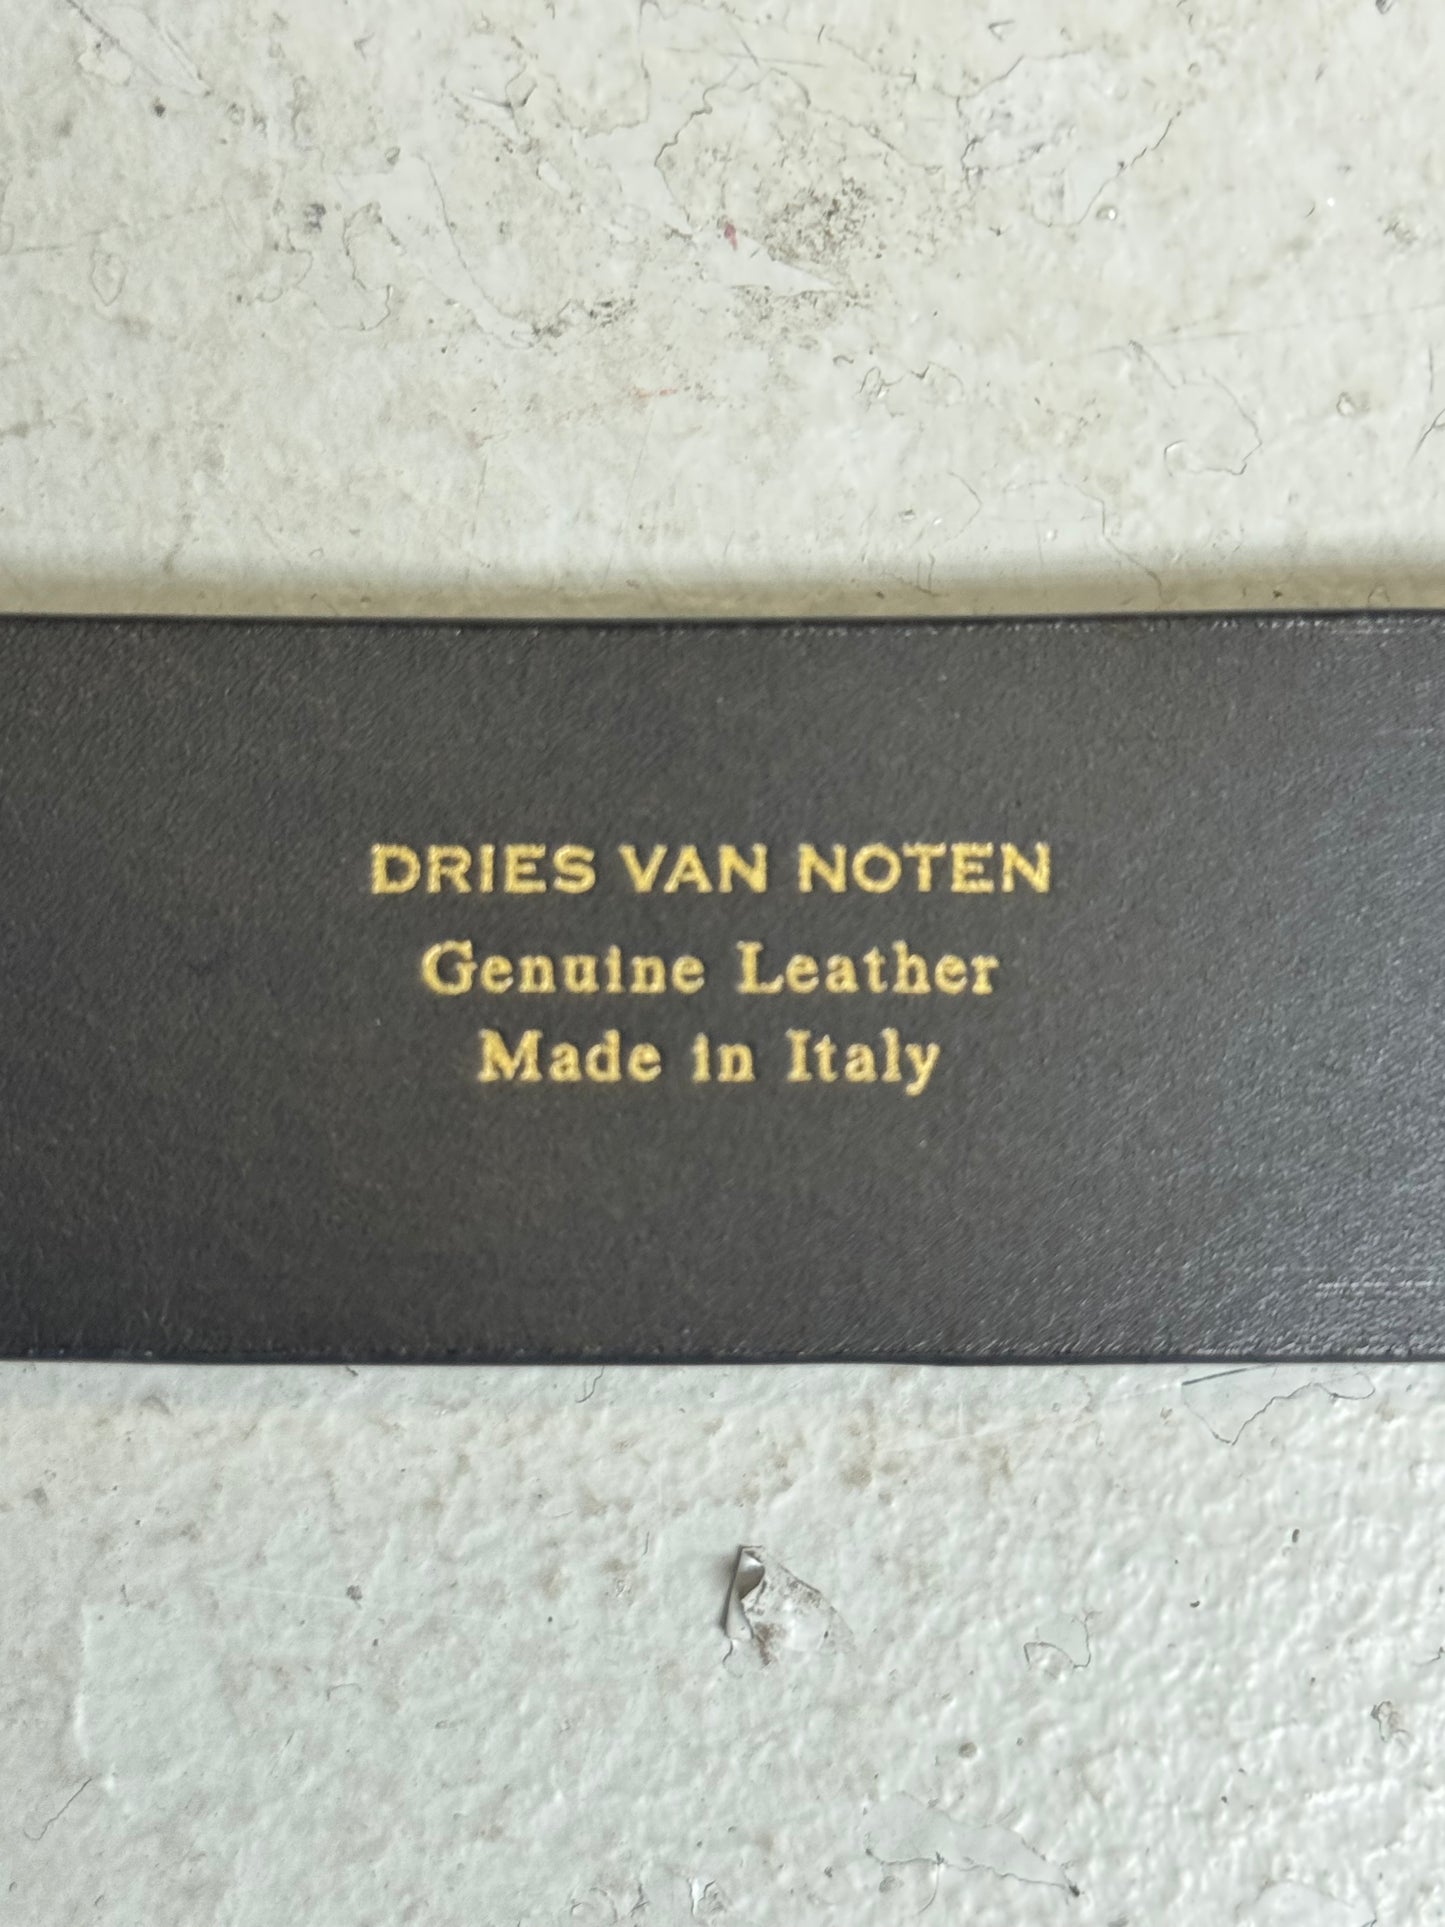 DRIES VAN NOTEN
Genuine Leather
Made in Italy